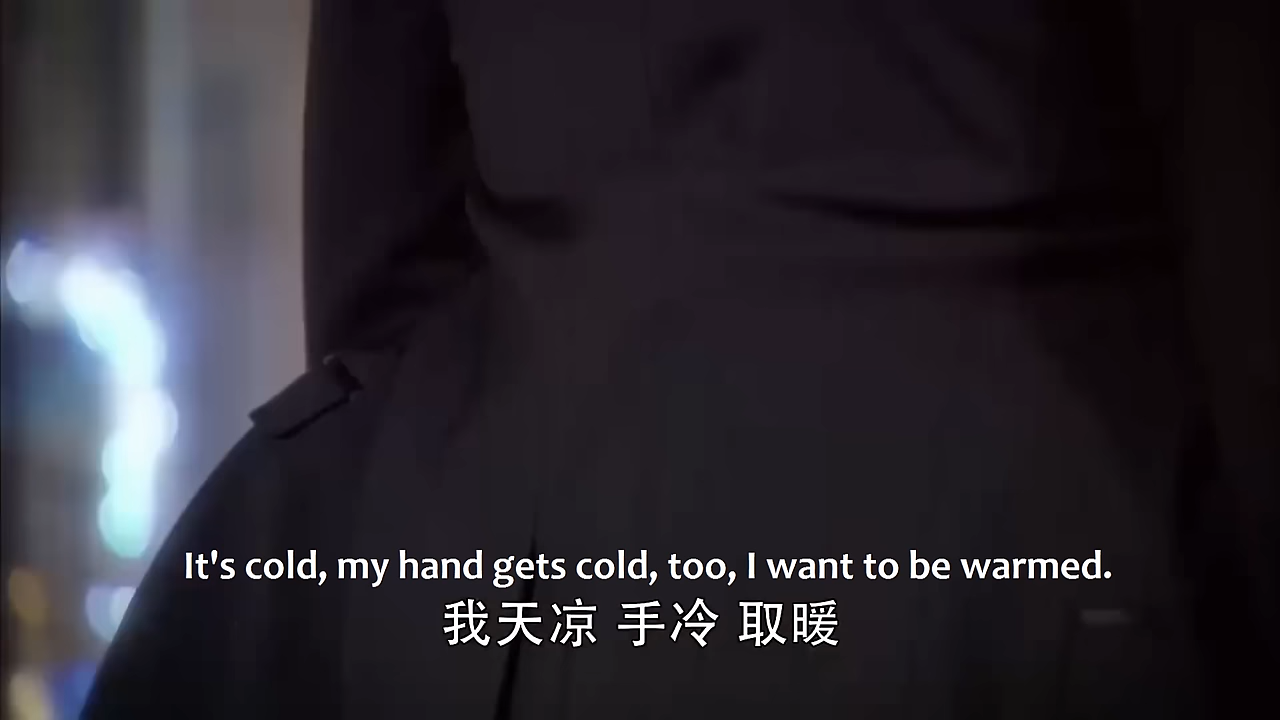 It's cold, my hand gets cold, too, I want to be warmed.
我天凉 手冷 取暖